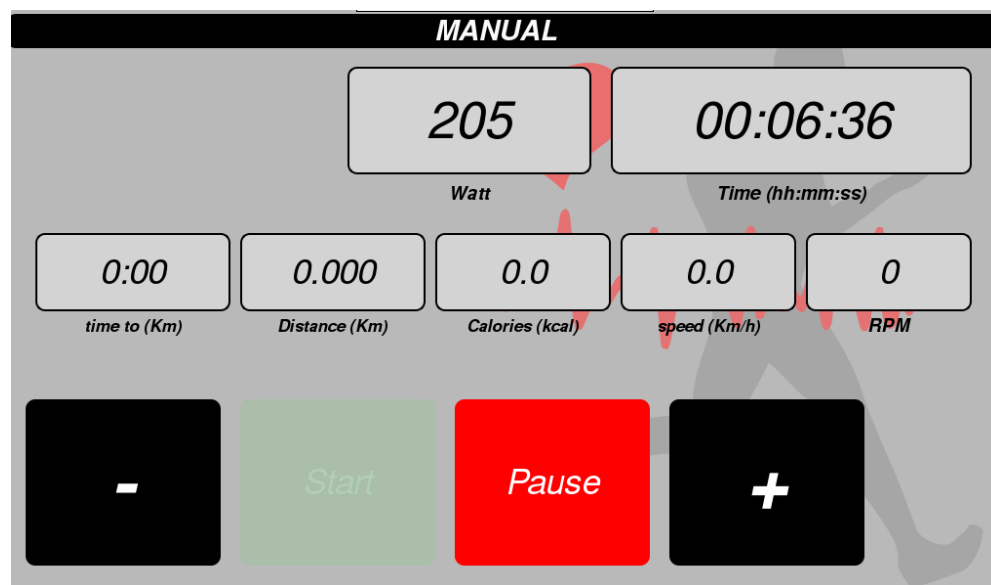 MANUAL
205
00:06:36
Watt
Time (hh:mm:ss)
0:00
0.000
0.0
0.0
0
time to (Km)
Distance (Km)
Calories (kcal)
speed (Km/h)
RPM
-
Start
Pause
+